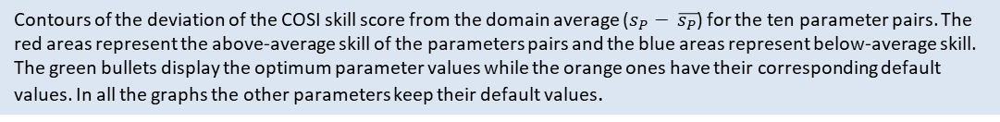 Contours of the deviation of the COSI skill score from the domain average (s_P − \overline{s_P}) for the ten parameter pairs. The
red areas represent the above-average skill of the parameters pairs and the blue areas represent below-average skill.
The green bullets display the optimum parameter values while the orange ones have their corresponding default
values. In all the graphs the other parameters keep their default values.